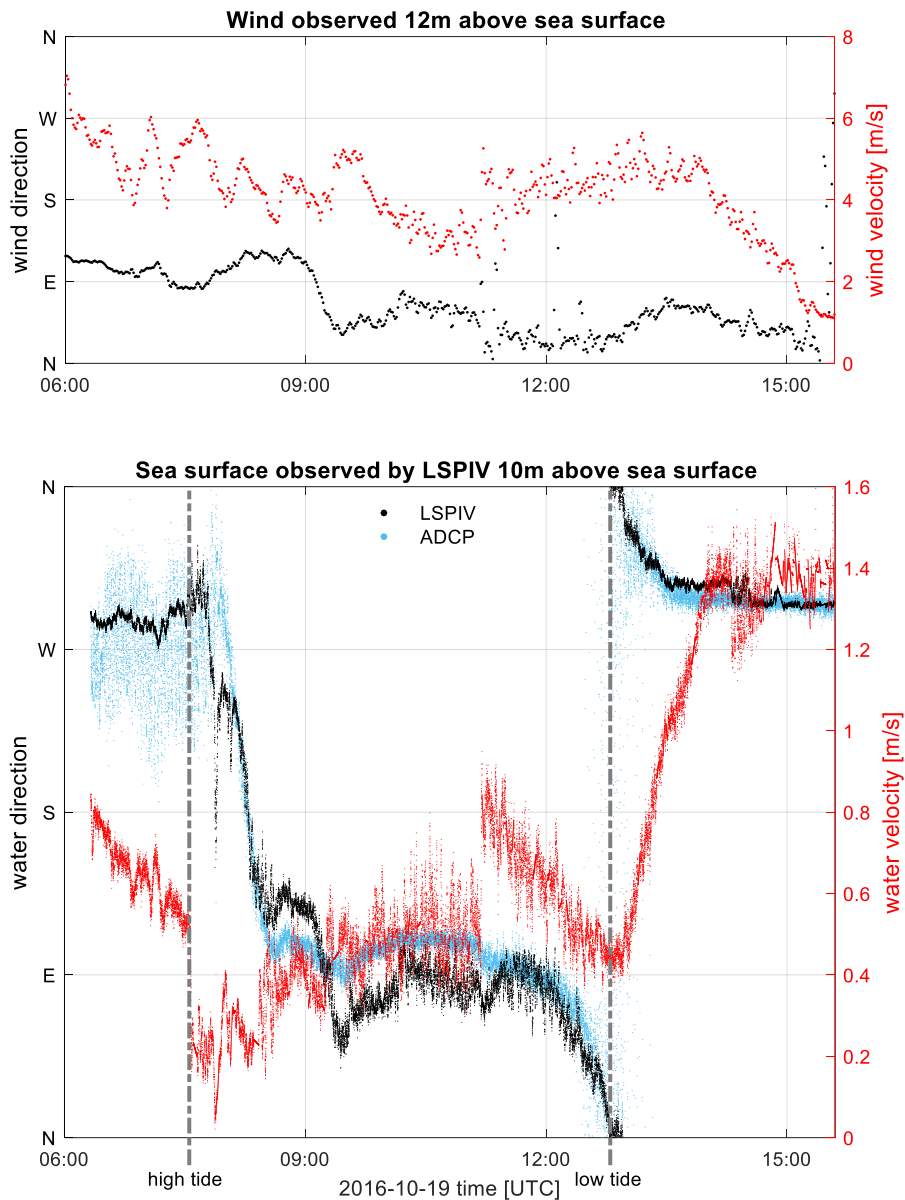 Wind observed 12m above sea surface
N
W
S
E
N
wind direction
8
6
4
2
0
wind velocity [m/s]
06:00
09:00
12:00
15:00
Sea surface observed by LSPIV 10m above sea surface
LSPIV
ADCP
N
W
S
E
N
water direction
1.6
1.4
1.2
1
0.8
0.6
0.4
0.2
0
water velocity [m/s]
06:00
09:00
12:00
15:00
high tide
low tide
2016-10-19 time [UTC]